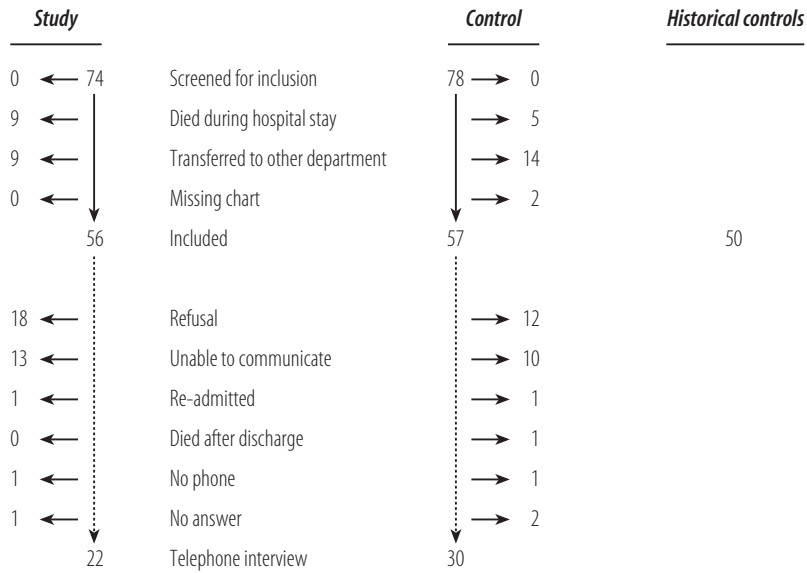 Study Control Historical controls
0 74 Screened for inclusion 78 0
9 Died during hospital stay 5
9 Transferred to other department 14
0 Missing chart 2
56 Included 57 50
18 Refusal 12
13 Unable to communicate 10
1 Re-admitted 1
0 Died after discharge 1
1 No phone 1
1 No answer 2
22 Telephone interview 30